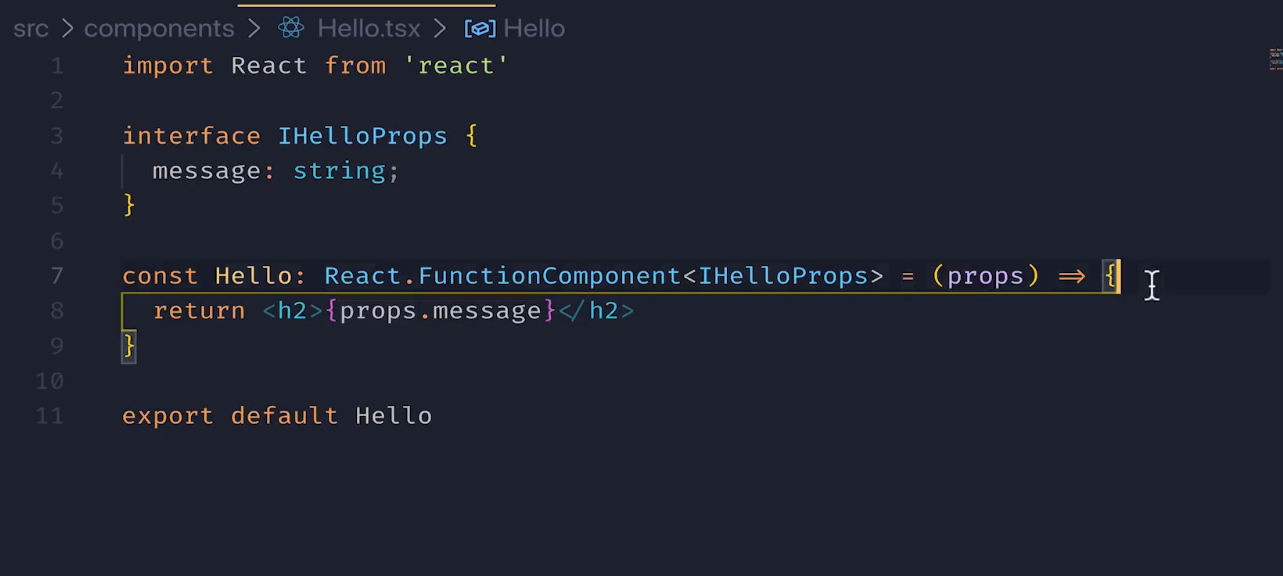 src > components > Hello.tsx > Hello
1 import React from 'react'
2
3 interface IHelloProps {
4 message: string;
5 }
6
7 const Hello: React.FunctionComponent<IHelloProps> = (props) => {
8 return <h2>{props.message}</h2>
9 }
10
11 export default Hello